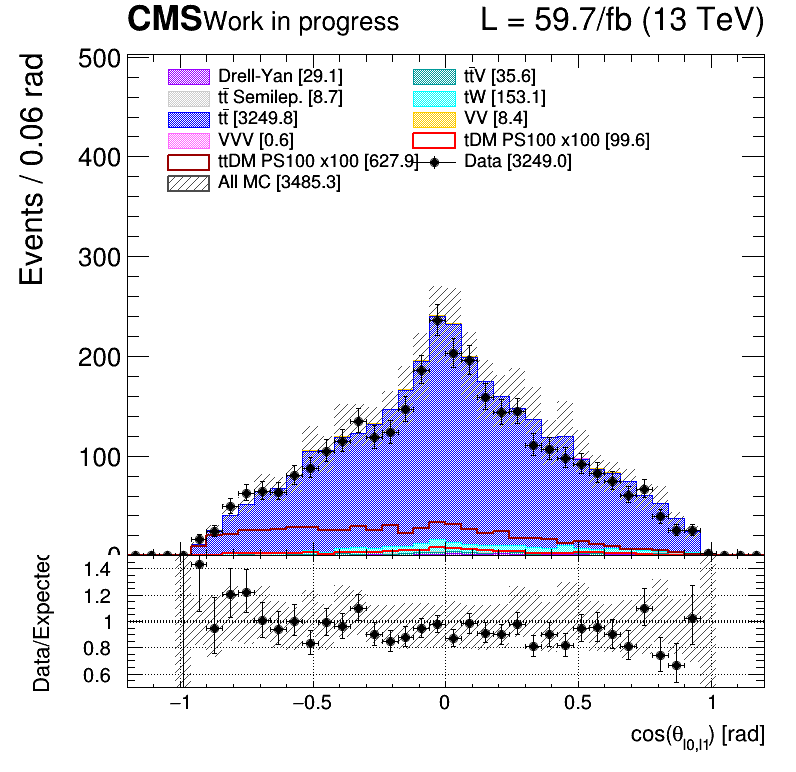 CMS Work in progress L = 59.7/fb (13 TeV)
Events / 0.06 rad
500
400
300
200
100
0
Drell-Yan [29.1] tt̄V [35.6]
tt̄ Semilep. [8.7] tW [153.1]
tt̄ [3249.8] VV [8.4]
VVV [0.6] tDM PS100 x100 [99.6]
ttDM PS100 x100 [627.9] Data [3249.0]
All MC [3485.3]
Data/Expected
1.4
1.2
1
0.8
0.6
−1 −0.5 0 0.5 1
cos(θl0,l1) [rad]